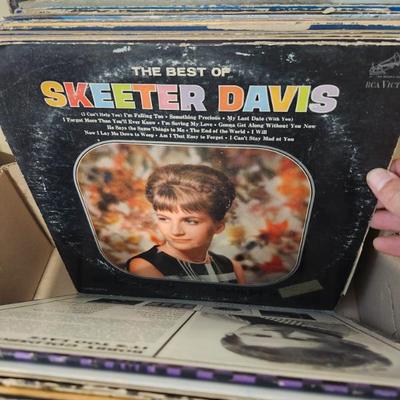 THE BEST OF
SKEETER DAVIS
(I Can't Help You) I'm Falling Too • Something Precious • My Last Date (With You)
I Forgot More Than You'll Ever Know • I'm Saving My Love • Gonna Get Along Without You Now
He Says the Same Things to Me • The End of the World • I Will
Now I Lay Me Down to Weep • Am I That Easy to Forget • I Can't Stay Mad at You
RCA VICT